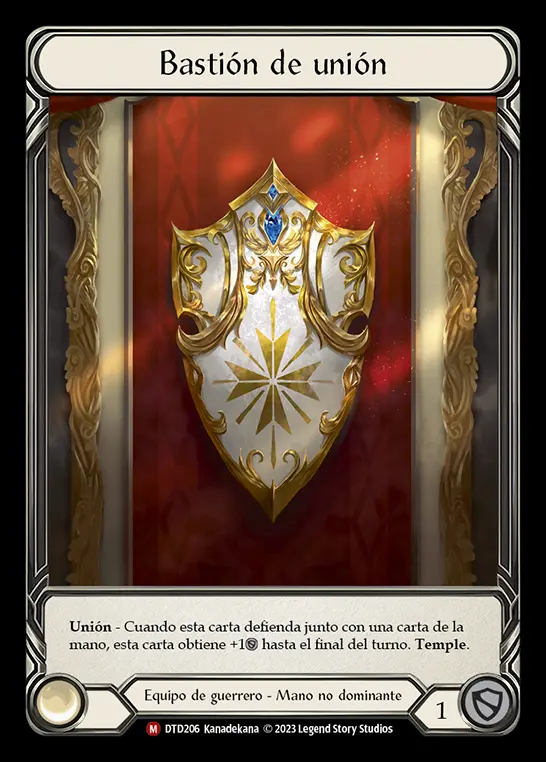 Bastión de unión
Unión - Cuando esta carta defienda junto con una carta de la
mano, esta carta obtiene +1 hasta el final del turno. Temple.
Equipo de guerrero - Mano no dominante
1
M DTD206 Kanadekana © 2023 Legend Story Studios